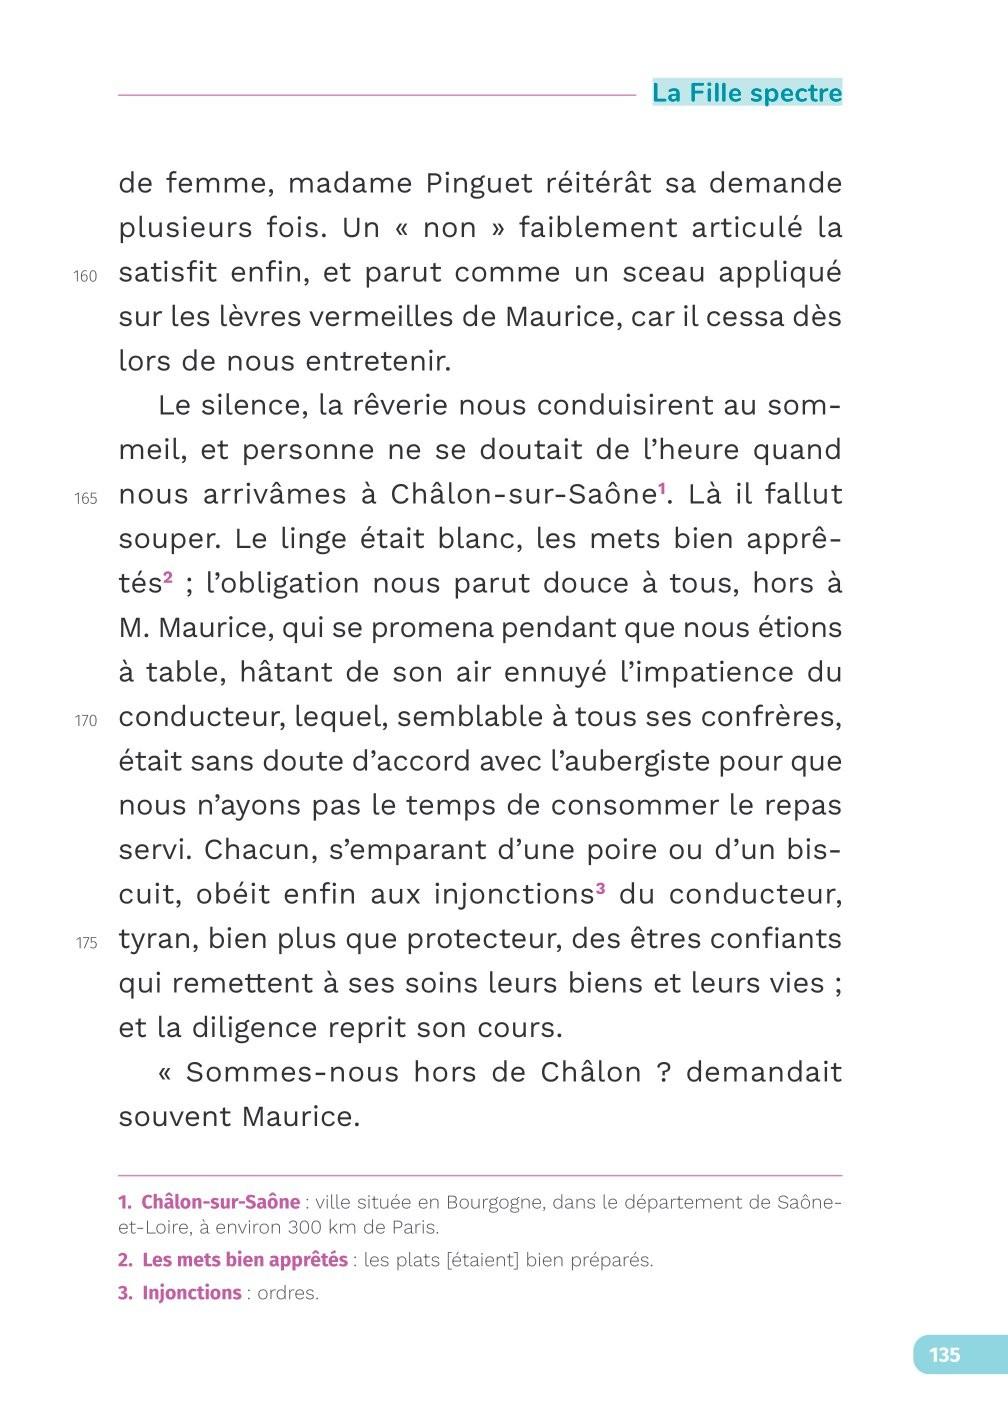 La Fille spectre
de femme, madame Pinguet réitérât sa demande
plusieurs fois. Un « non » faiblement articulé la
160 satisfit enfin, et parut comme un sceau appliqué
sur les lèvres vermeilles de Maurice, car il cessa dès
lors de nous entretenir.
Le silence, la rêverie nous conduisirent au som-
meil, et personne ne se doutait de l’heure quand
165 nous arrivâmes à Châlon-sur-Saône¹. Là il fallut
souper. Le linge était blanc, les mets bien apprê-
tés² ; l’obligation nous parut douce à tous, hors à
M. Maurice, qui se promena pendant que nous étions
à table, hâtant de son air ennuyé l’impatience du
170 conducteur, lequel, semblable à tous ses confrères,
était sans doute d’accord avec l’aubergiste pour que
nous n’ayons pas le temps de consommer le repas
servi. Chacun, s’emparant d’une poire ou d’un bis-
cuit, obéit enfin aux injonctions³ du conducteur,
175 tyran, bien plus que protecteur, des êtres confiants
qui remettent à ses soins leurs biens et leurs vies ;
et la diligence reprit son cours.
« Sommes-nous hors de Châlon ? demandait
souvent Maurice.
1. Châlon-sur-Saône : ville située en Bourgogne, dans le département de Saône-
et-Loire, à environ 300 km de Paris.
2. Les mets bien apprêtés : les plats [étaient] bien préparés.
3. Injonctions : ordres.
135